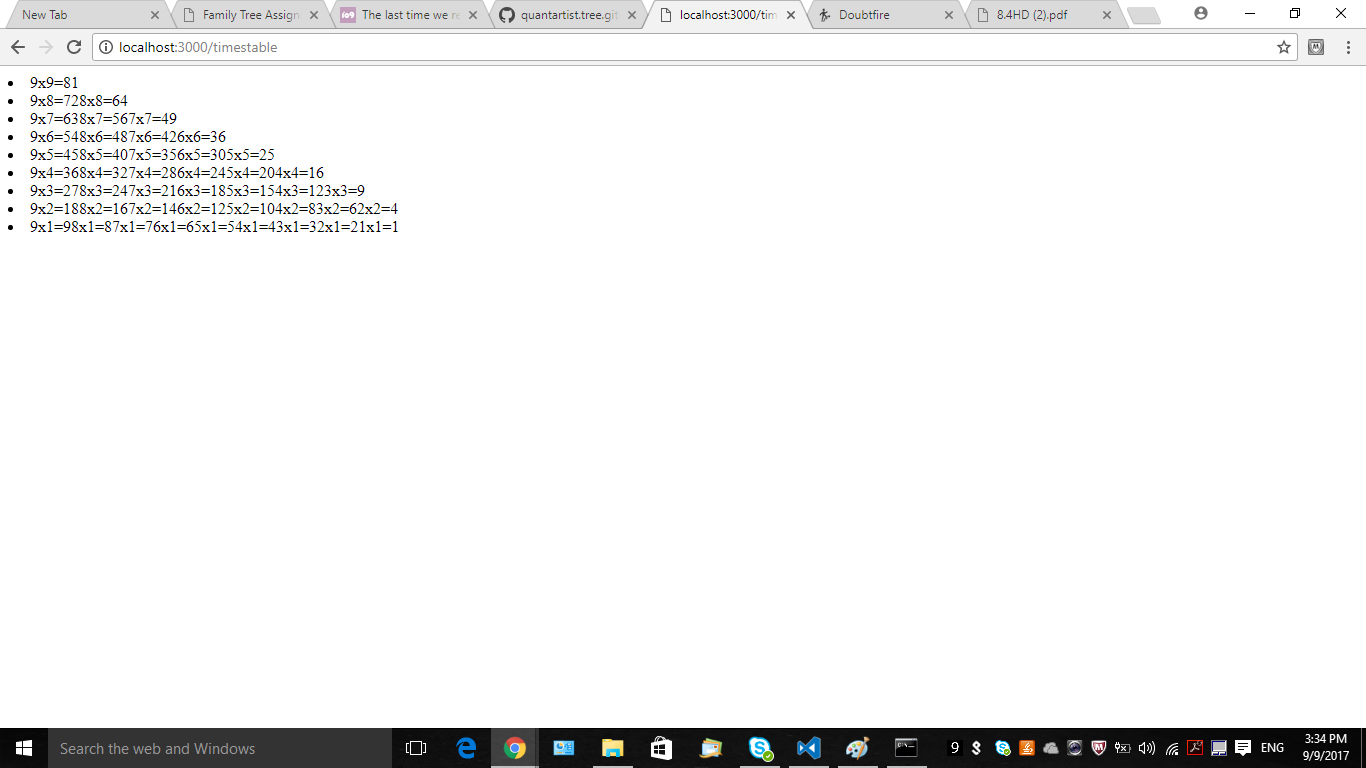 New Tab
Family Tree Assign
The last time we re
quantartist.tree.git
localhost:3000/tim
Doubtfire
8.4HD (2).pdf
localhost:3000/timestable
9x9=81
9x8=728x8=64
9x7=638x7=567x7=49
9x6=548x6=487x6=426x6=36
9x5=458x5=407x5=356x5=305x5=25
9x4=368x4=327x4=286x4=245x4=204x4=16
9x3=278x3=247x3=216x3=185x3=154x3=123x3=9
9x2=188x2=167x2=146x2=125x2=104x2=83x2=62x2=4
9x1=98x1=87x1=76x1=65x1=54x1=43x1=32x1=21x1=1
Search the web and Windows
9
ENG
3:34 PM
9/9/2017